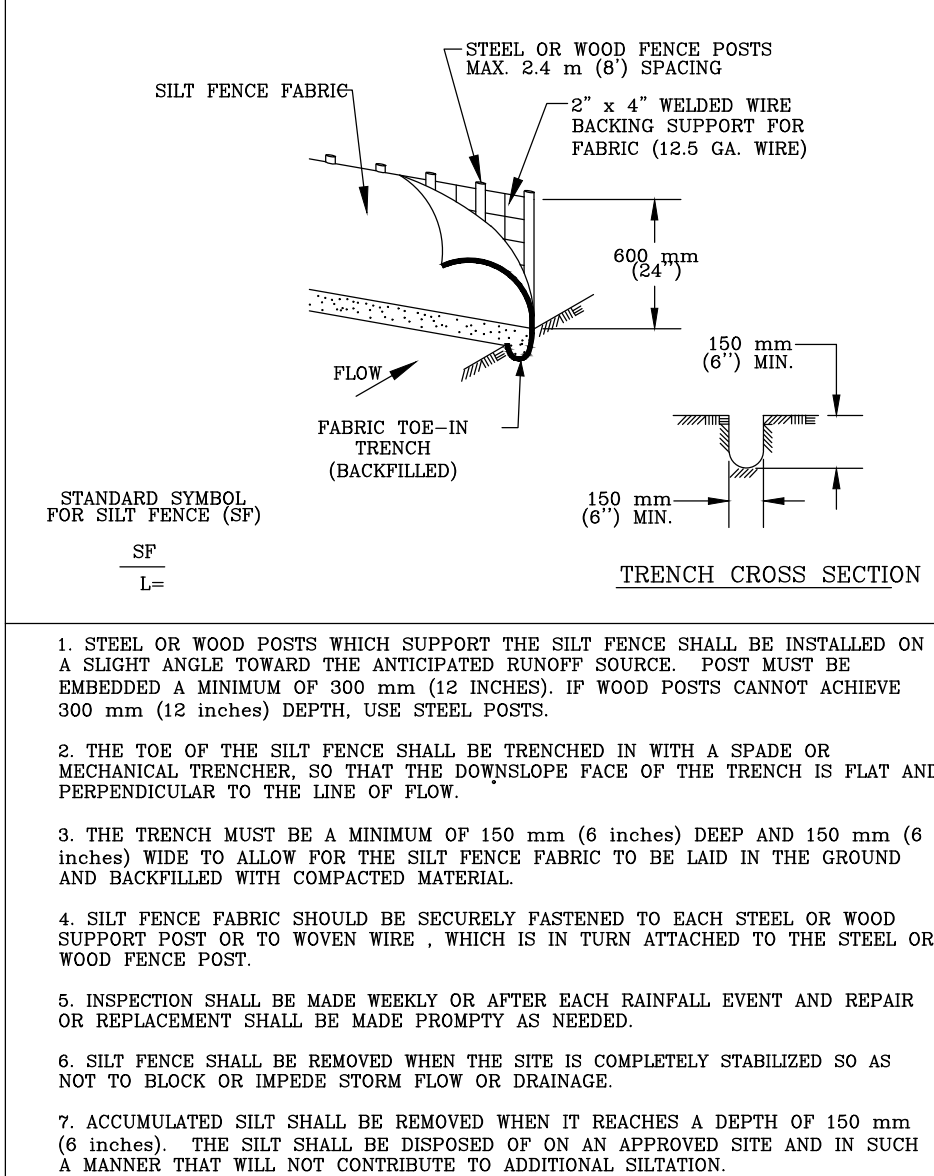 STEEL OR WOOD FENCE POSTS
MAX. 2.4 m (8') SPACING
SILT FENCE FABRIC
2" x 4" WELDED WIRE
BACKING SUPPORT FOR
FABRIC (12.5 GA. WIRE)
600 mm
(24")
150 mm
(6'') MIN.
FLOW
FABRIC TOE-IN
TRENCH
(BACKFILLED)
STANDARD SYMBOL
FOR SILT FENCE (SF)
150 mm
(6'') MIN.
SF
L=
TRENCH CROSS SECTION
1. STEEL OR WOOD POSTS WHICH SUPPORT THE SILT FENCE SHALL BE INSTALLED ON
A SLIGHT ANGLE TOWARD THE ANTICIPATED RUNOFF SOURCE. POST MUST BE
EMBEDDED A MINIMUM OF 300 mm (12 INCHES). IF WOOD POSTS CANNOT ACHIEVE
300 mm (12 inches) DEPTH, USE STEEL POSTS.
2. THE TOE OF THE SILT FENCE SHALL BE TRENCHED IN WITH A SPADE OR
MECHANICAL TRENCHER, SO THAT THE DOWNSLOPE FACE OF THE TRENCH IS FLAT AND
PERPENDICULAR TO THE LINE OF FLOW.
3. THE TRENCH MUST BE A MINIMUM OF 150 mm (6 inches) DEEP AND 150 mm (6
inches) WIDE TO ALLOW FOR THE SILT FENCE FABRIC TO BE LAID IN THE GROUND
AND BACKFILLED WITH COMPACTED MATERIAL.
4. SILT FENCE FABRIC SHOULD BE SECURELY FASTENED TO EACH STEEL OR WOOD
SUPPORT POST OR TO WOVEN WIRE , WHICH IS IN TURN ATTACHED TO THE STEEL OR
WOOD FENCE POST.
5. INSPECTION SHALL BE MADE WEEKLY OR AFTER EACH RAINFALL EVENT AND REPAIR
OR REPLACEMENT SHALL BE MADE PROMPTY AS NEEDED.
6. SILT FENCE SHALL BE REMOVED WHEN THE SITE IS COMPLETELY STABILIZED SO AS
NOT TO BLOCK OR IMPEDE STORM FLOW OR DRAINAGE.
7. ACCUMULATED SILT SHALL BE REMOVED WHEN IT REACHES A DEPTH OF 150 mm
(6 inches). THE SILT SHALL BE DISPOSED OF ON AN APPROVED SITE AND IN SUCH
A MANNER THAT WILL NOT CONTRIBUTE TO ADDITIONAL SILTATION.